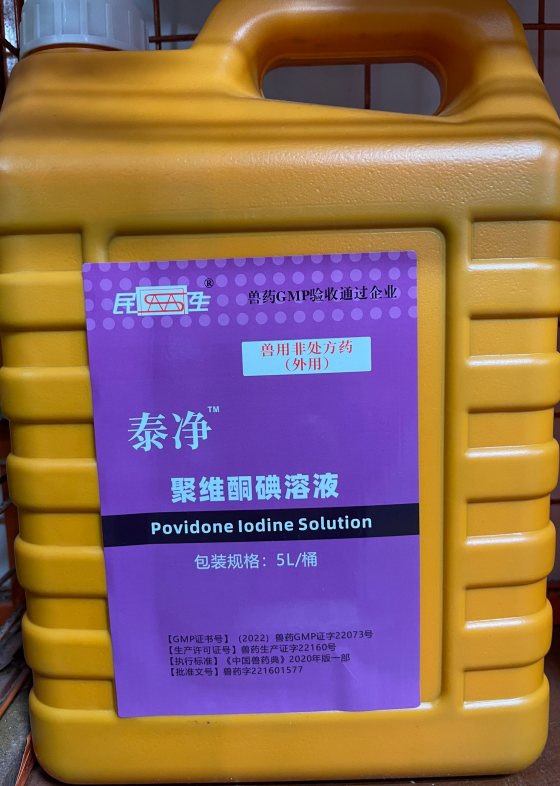 民生®
兽药GMP验收通过企业
兽用非处方药
（外用）
泰净™
聚维酮碘溶液
Povidone Iodine Solution
包装规格：5L/桶
【GMP证书号】（2022）兽药GMP证字22073号
【生产许可证号】兽药生产证字22160号
【执行标准】《中国兽药典》2020年版一部
【批准文号】兽药字221601577